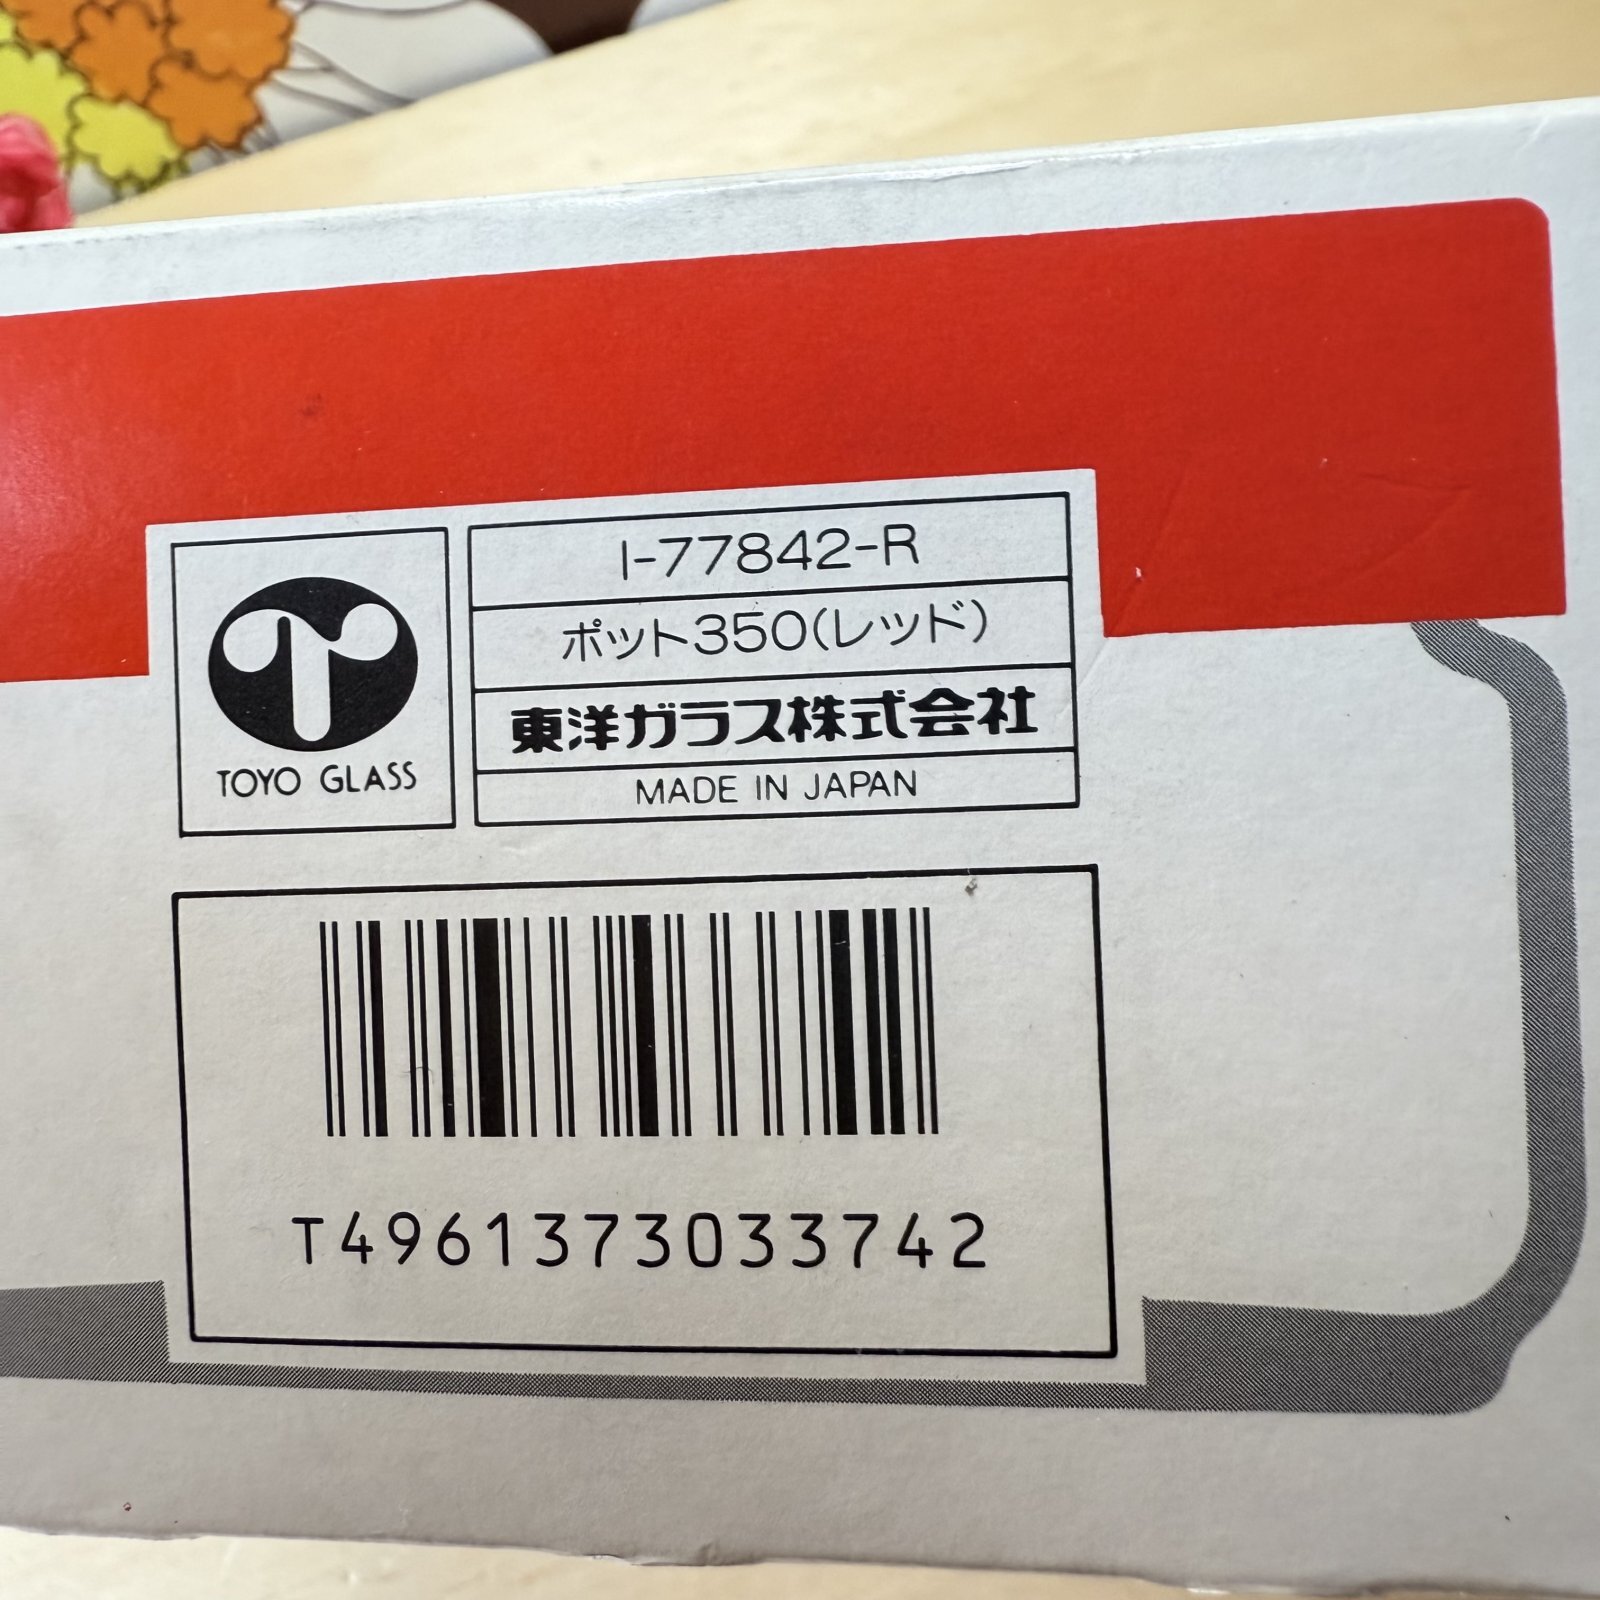 I-77842-R
ポット350(レッド)
東洋ガラス株式会社
MADE IN JAPAN
TOYO GLASS
T4961373033742